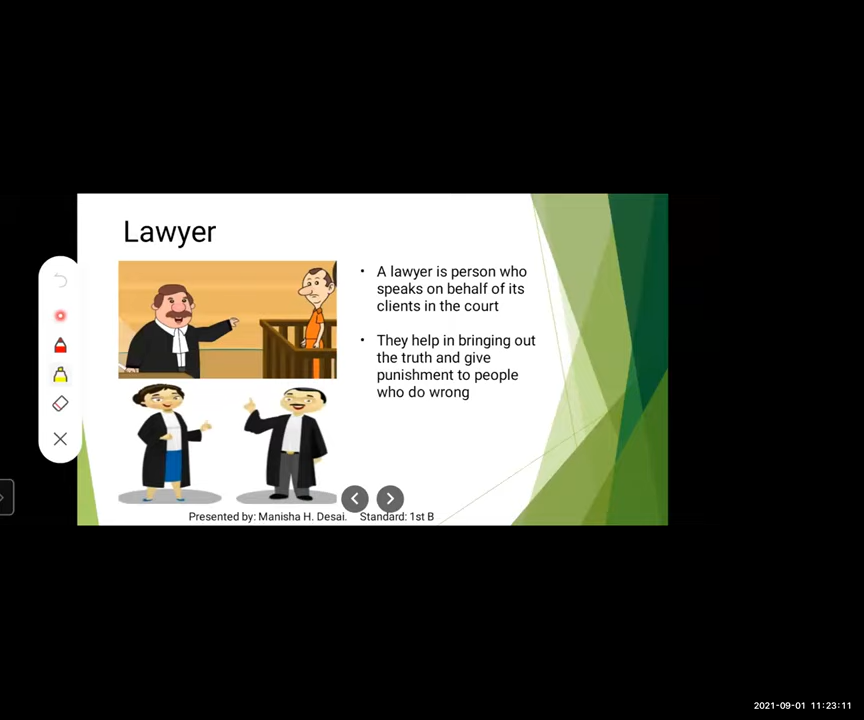 Lawyer
• A lawyer is person who
speaks on behalf of its
clients in the court
• They help in bringing out
the truth and give
punishment to people
who do wrong
Presented by: Manisha H. Desai. Standard: 1st B
2021-09-01 11:23:11